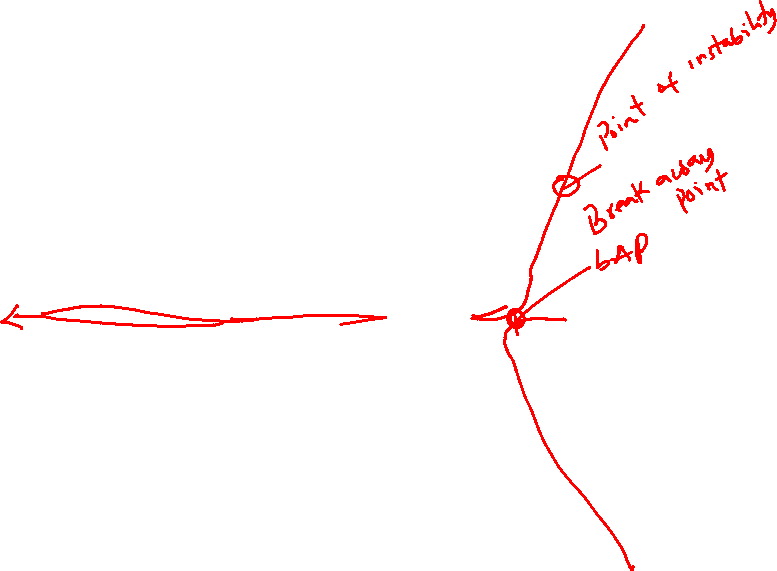 Point of instability
Break away
point
bAP